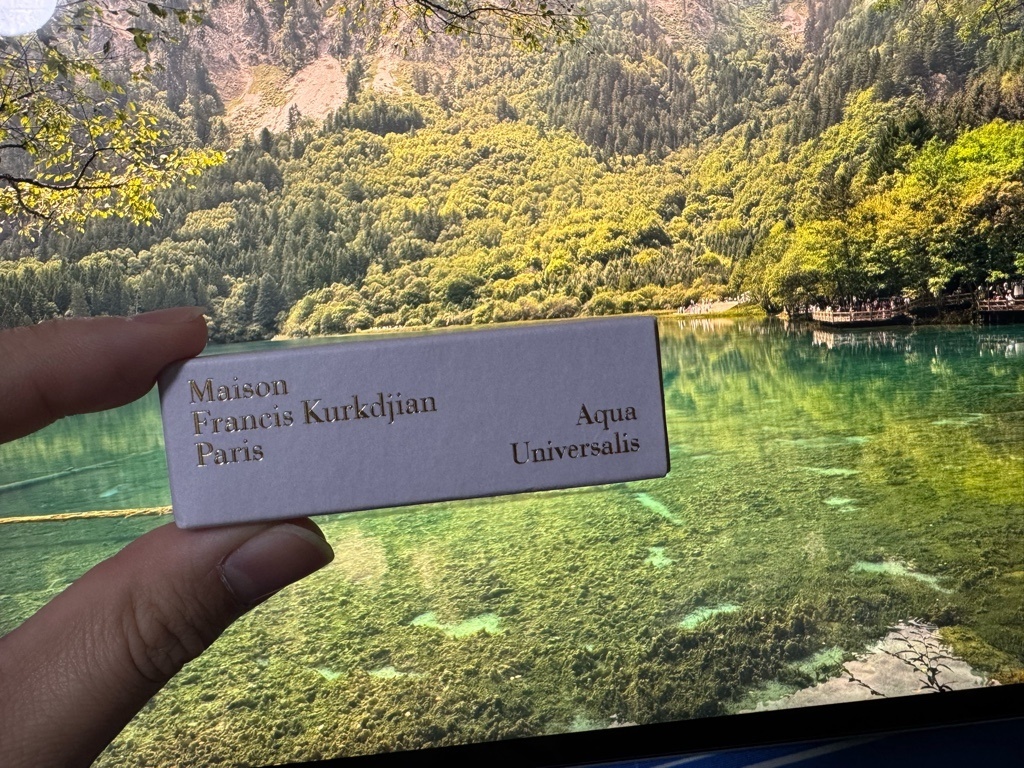 Maison
Francis Kurkdjian
Paris
Aqua
Universalis